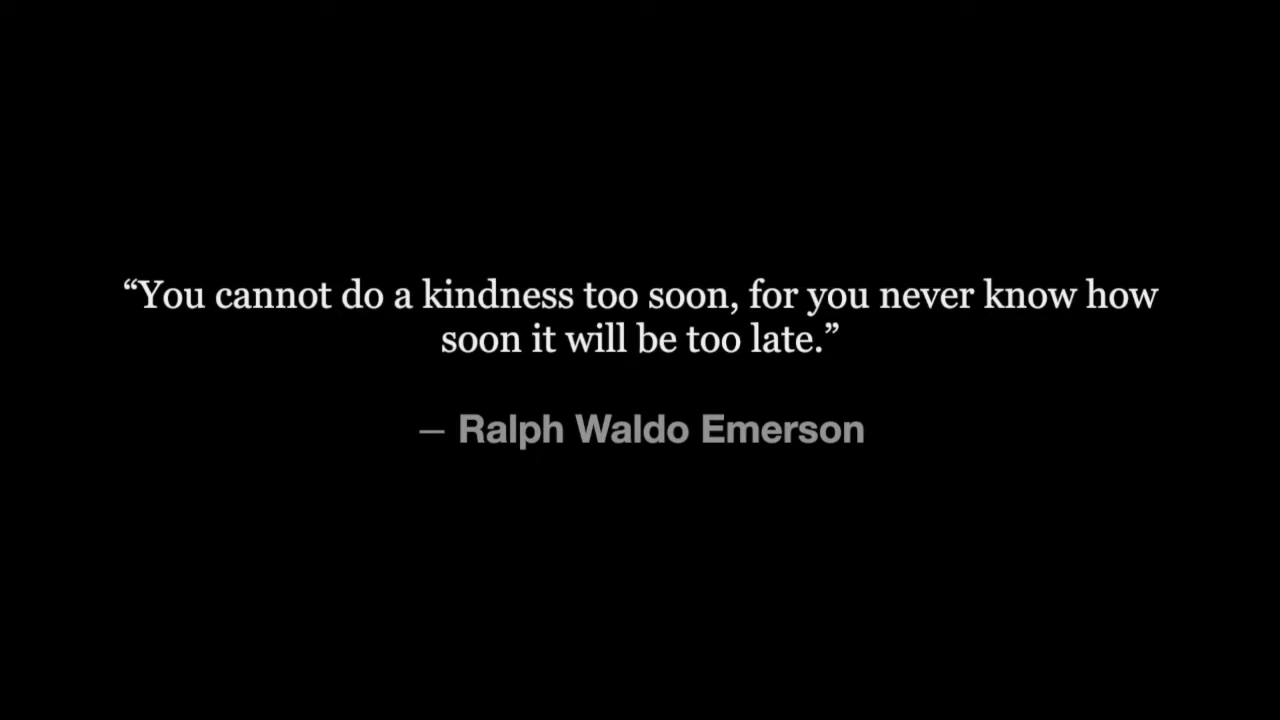 “You cannot do a kindness too soon, for you never know how
soon it will be too late.”
– Ralph Waldo Emerson